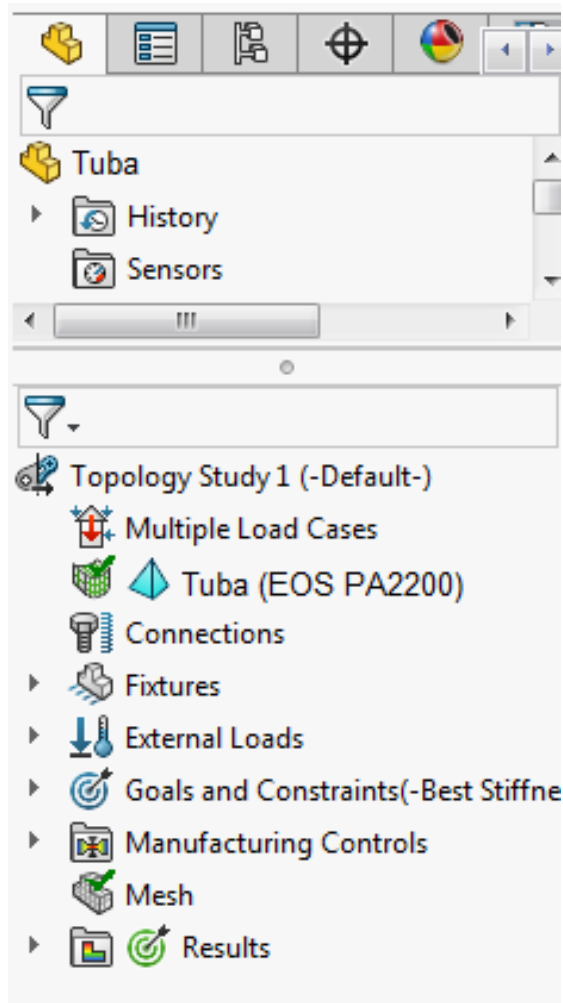 Tuba
History
Sensors
Topology Study 1 (-Default-)
Multiple Load Cases
Tuba (EOS PA2200)
Connections
Fixtures
External Loads
Goals and Constraints(-Best Stiffne
Manufacturing Controls
Mesh
Results